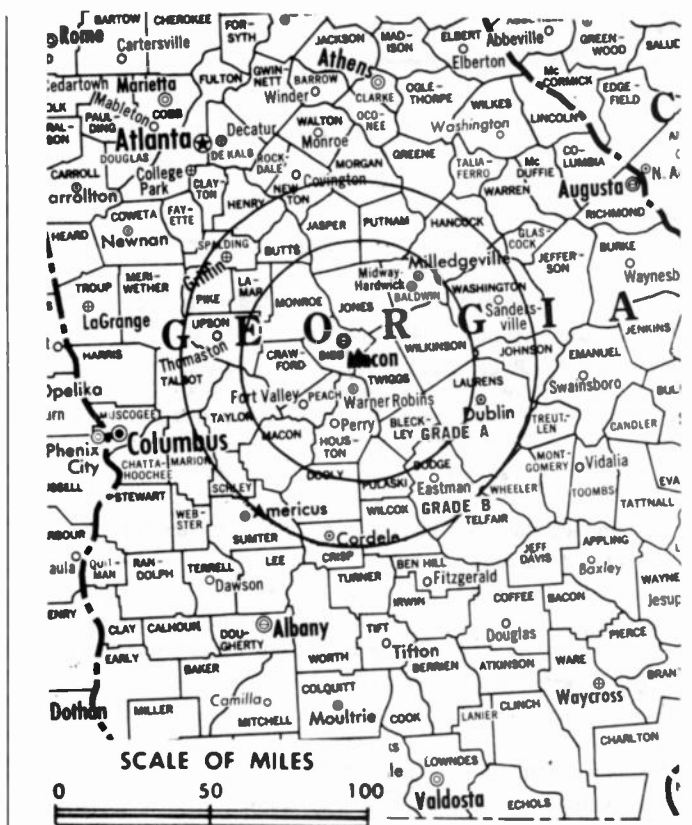 BARTOW CHEROKEE FOR-
SYTH
JACKSON MAD-
ISON ELBERT Abbeville GREEN-
WOOD SALUD
Rome
Cartersville
Athens
Elberton
Mc
CORMICK
EDGE-
FIELD
Cedartown Marietta
FULTON GWIN-
NETT BARROW
Winder
CLARKE OGLE-
THORPE WILKES
LINCOLN
C
Mableton COBB
PAUL-
DING
OCO-
NEE
Washington
Atlanta Decatur WALTON
Monroe
DOUGLAS DE KALB ROCK-
DALE
MORGAN GREENE TALIA-
FERRO Mc
DUFFIE CO-
LUMBIA
N. A
CARROLL
Carrollton
College
Park CLAY-
TON
NEW-
TON Covington
WARREN Augusta
RICHMOND
COWETA FAY-
ETTE HENRY
JASPER PUTNAM HANCOCK
HEARD Newnan SPALDING BUTTS
GLAS-
COCK JEFFER-
SON BURKE
Griffin Milledgeville
Midway-
Hardwick
BALDWIN
Waynesb
TROUP MERI-
WETHER PIKE LA-
MAR MONROE JONES WASHINGTON
Sanders-
ville
LaGrange
G E O R G I A
UPSON
Thomaston
BIBB
Macon WILKINSON JOHNSON
JENKINS
HARRIS TALBOT CRAW-
FORD
EMANUEL
Swainsboro
Opelika TWIGGS LAURENS
Fort Valley PEACH Warner Robins
MUSCOGEE TAYLOR Perry Dublin
TREUT-
LEN CANDLER
BUL
Phenix
City Columbus MACON HOUS-
TON BLECK-
LEY GRADE A
CHATTA-
HOOCHEE MARION
DOOLY DODGE
Eastman MONT-
GOMERY Vidalia
TOOMBS
EVA
STEWART SCHLEY PULASKI WHEELER TATTNALL
WEB-
STER Americus WILCOX GRADE B
TELFAIR
SUMTER Cordele
CRISP
QUIT-
MAN RAN-
DOLPH TERRELL
Dawson LEE TURNER
BEN HILL
Fitzgerald JEFF
DAVIS APPLING
Baxley
WAYNE
Jesup
IRWIN COFFEE BACON
CLAY CALHOUN DOU-
GHERTY Albany TIFT
Tifton
Douglas PIERCE
EARLY BAKER WORTH BERRIEN ATKINSON WARE
BRAN
Waycross
Dothan MILLER Camilla
MITCHELL COLQUITT
Moultrie COOK LANIER CLINCH
CHARLTON
LOWNDES
Valdosta ECHOLS
SCALE OF MILES
0 50 100